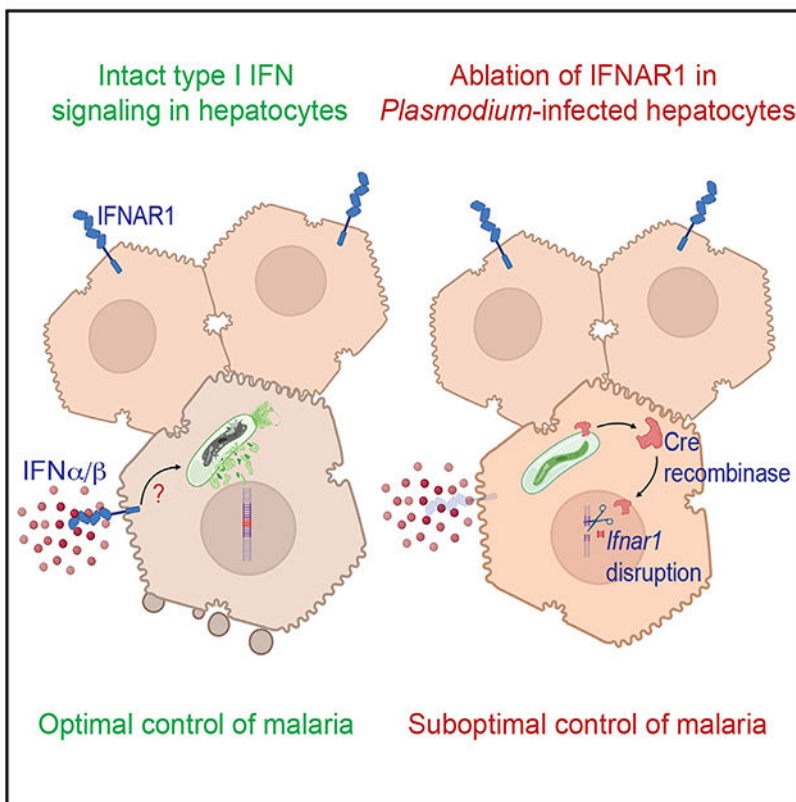 Intact type I IFN
signaling in hepatocytes
Ablation of IFNAR1 in
Plasmodium-infected hepatocytes
IFNAR1
IFNα/β
?
Cre
recombinase
Ifnar1
disruption
Optimal control of malaria
Suboptimal control of malaria